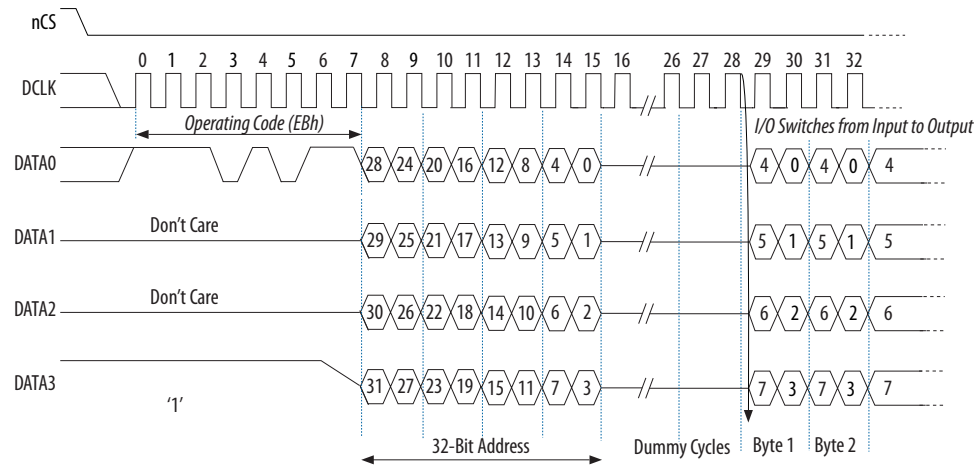 nCS
0 1 2 3 4 5 6 7 8 9 10 11 12 13 14 15 16 26 27 28 29 30 31 32
DCLK
Operating Code (EBh)
I/O Switches from Input to Output
DATA0 28 24 20 16 12 8 4 0 4 0 4 0 4
Don't Care
DATA1 29 25 21 17 13 9 5 1 5 1 5 1 5
Don't Care
DATA2 30 26 22 18 14 10 6 2 6 2 6 2 6
DATA3 31 27 23 19 15 11 7 3 7 3 7 3 7
'1'
32-Bit Address Dummy Cycles Byte 1 Byte 2